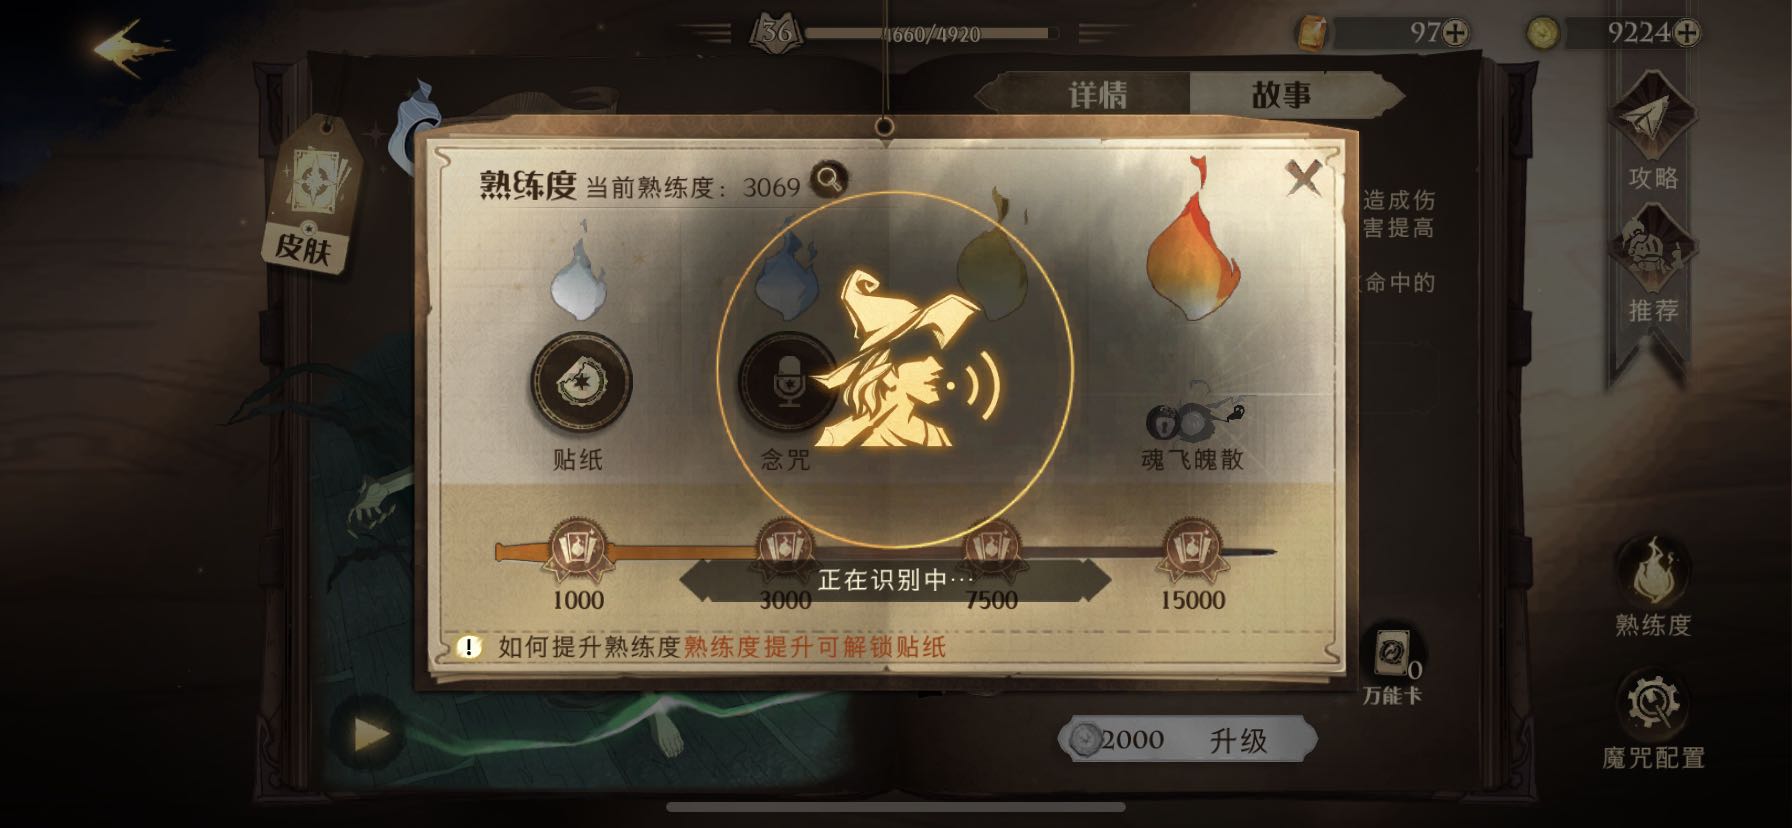 36
4660/4920
97
9224
详情
故事
攻略
推荐
皮肤
熟练度 当前熟练度：3069
造成伤
害提高
命中的
贴纸
念咒
魂飞魄散
正在识别中…
1000
3000
7500
15000
! 如何提升熟练度熟练度提升可解锁贴纸
熟练度
0
万能卡
2000 升级
魔咒配置